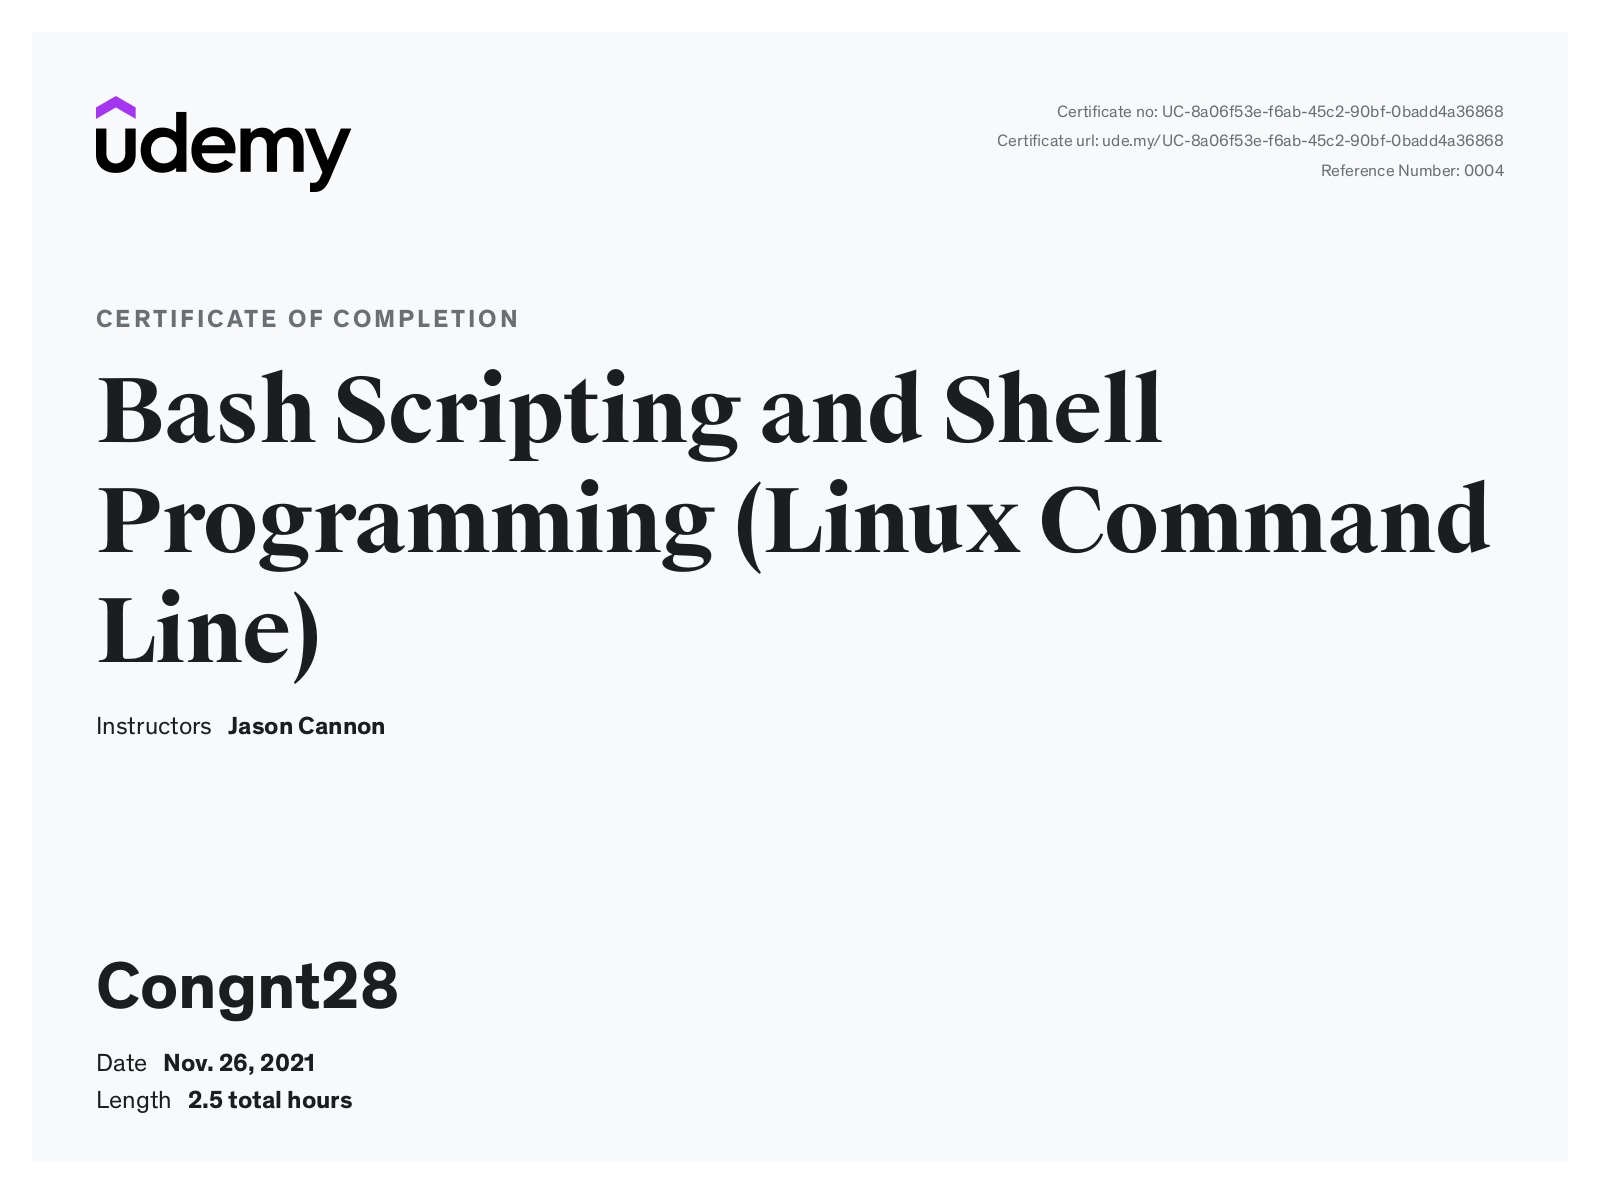 udemy
Certificate no: UC-8a06f53e-f6ab-45c2-90bf-0badd4a36868
Certificate url: ude.my/UC-8a06f53e-f6ab-45c2-90bf-0badd4a36868
Reference Number: 0004
CERTIFICATE OF COMPLETION
Bash Scripting and Shell
Programming (Linux Command
Line)
Instructors Jason Cannon
Congnt28
Date Nov. 26, 2021
Length 2.5 total hours